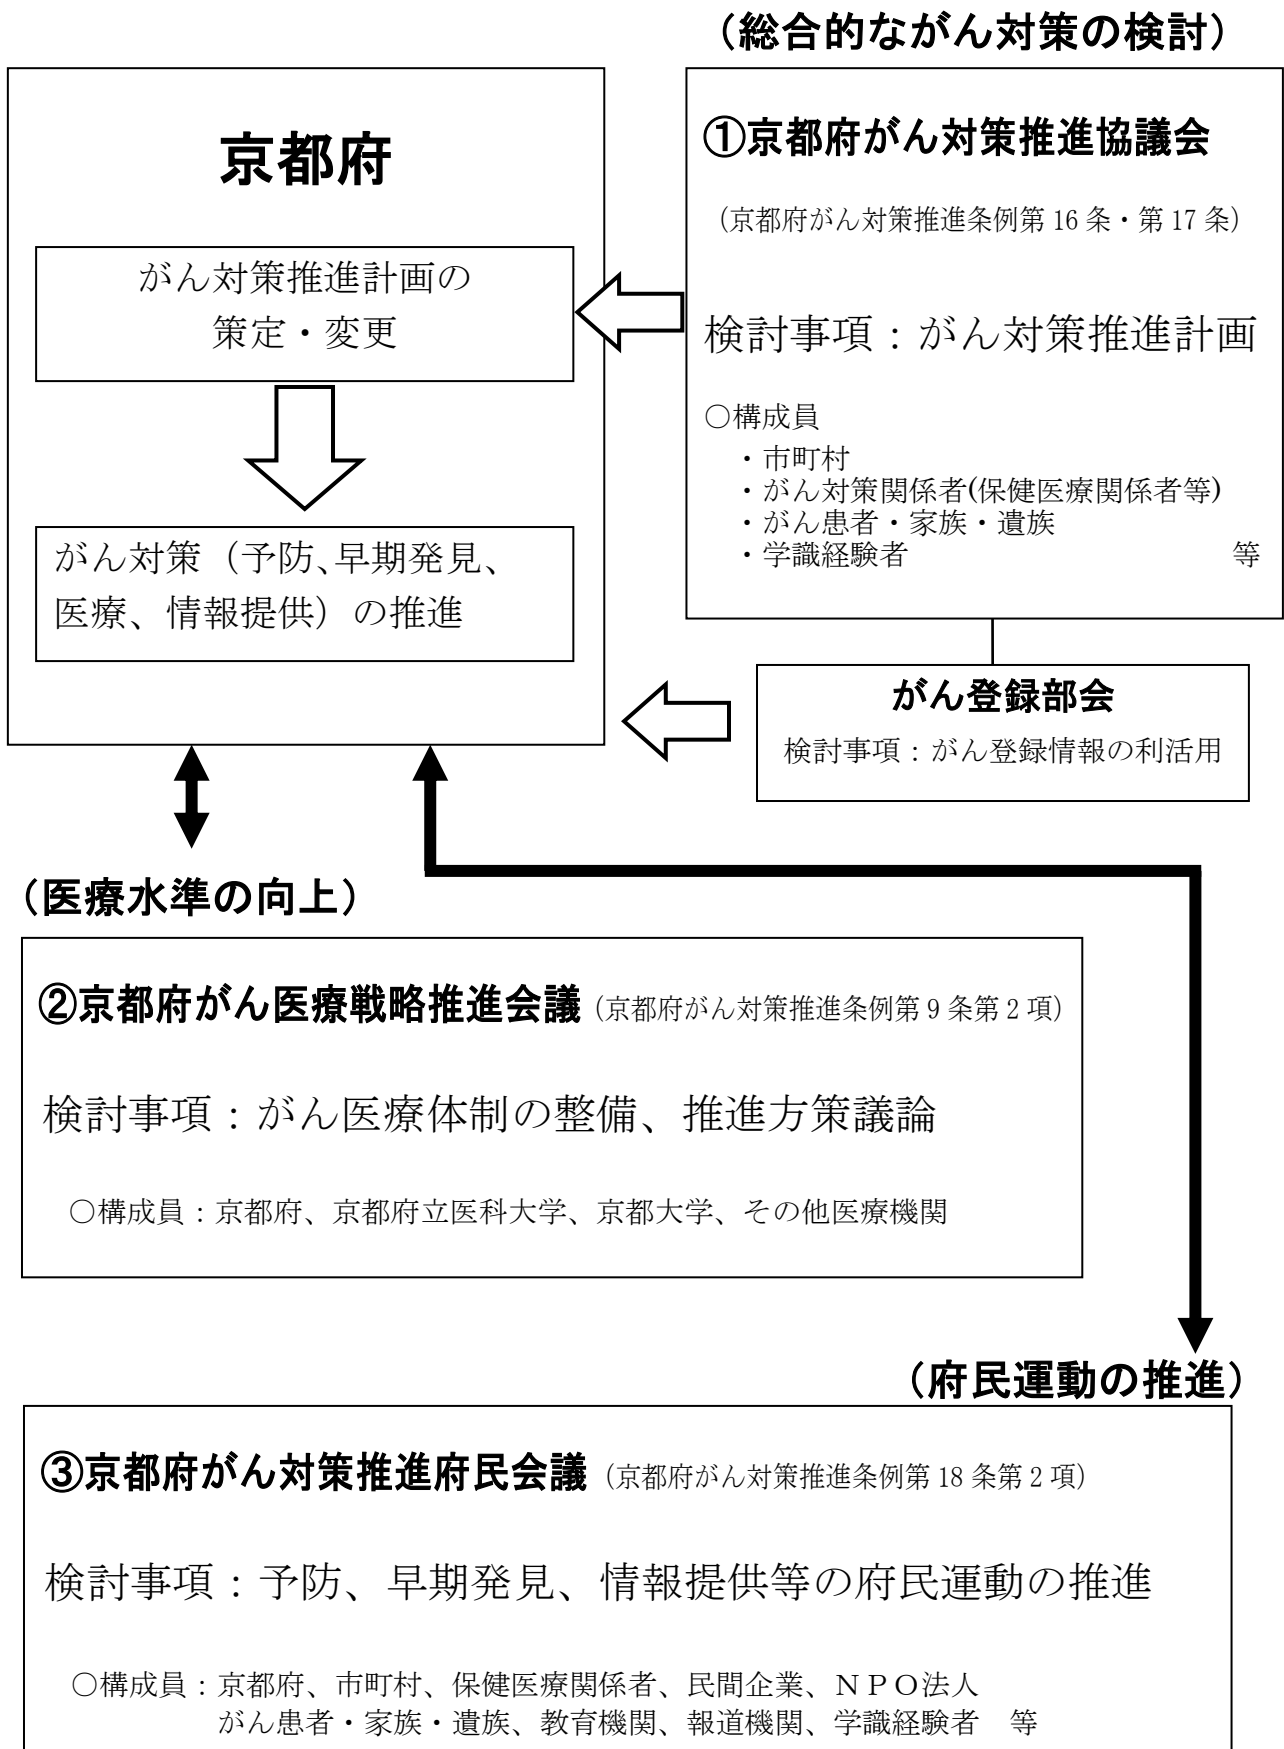 (総合的ながん対策の検討)
京都府
がん対策推進計画の
策定・変更
がん対策（予防、早期発見、
医療、情報提供）の推進
①京都府がん対策推進協議会
（京都府がん対策推進条例第 16 条・第 17 条）
検討事項：がん対策推進計画
○構成員
・市町村
・がん対策関係者(保健医療関係者等)
・がん患者・家族・遺族
・学識経験者　等
がん登録部会
検討事項：がん登録情報の利活用
(医療水準の向上)
②京都府がん医療戦略推進会議（京都府がん対策推進条例第 9 条第 2 項）
検討事項：がん医療体制の整備、推進方策議論
○構成員：京都府、京都府立医科大学、京都大学、その他医療機関
(府民運動の推進)
③京都府がん対策推進府民会議（京都府がん対策推進条例第 18 条第 2 項）
検討事項：予防、早期発見、情報提供等の府民運動の推進
○構成員：京都府、市町村、保健医療関係者、民間企業、ＮＰＯ法人
がん患者・家族・遺族、教育機関、報道機関、学識経験者　等